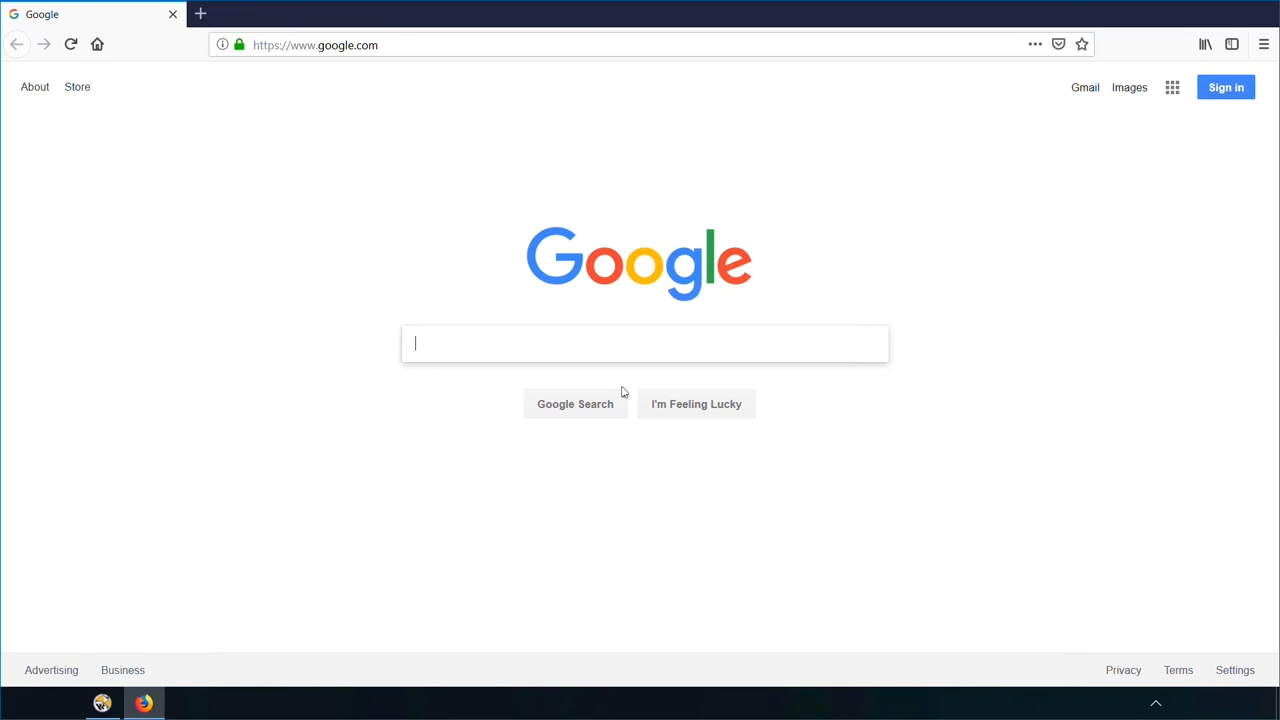 Google
https://www.google.com
About Store
Gmail Images Sign in
Google
Google Search I'm Feeling Lucky
Advertising Business
Privacy Terms Settings